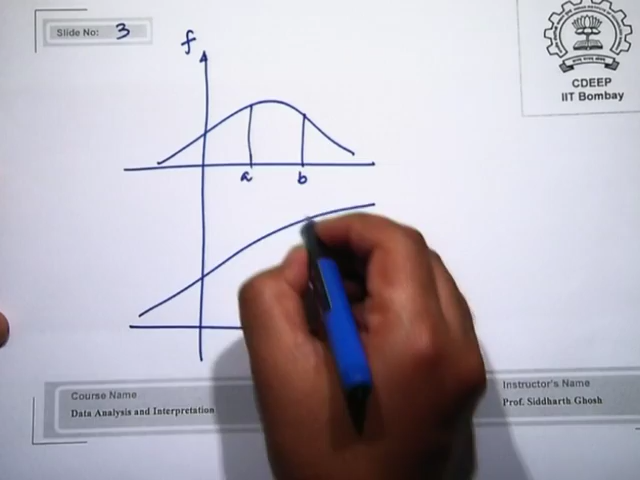 Slide No: 3
CDEEP
IIT Bombay
f
a b
Course Name
Data Analysis and Interpretation
Instructor's Name
Prof. Siddharth Ghosh